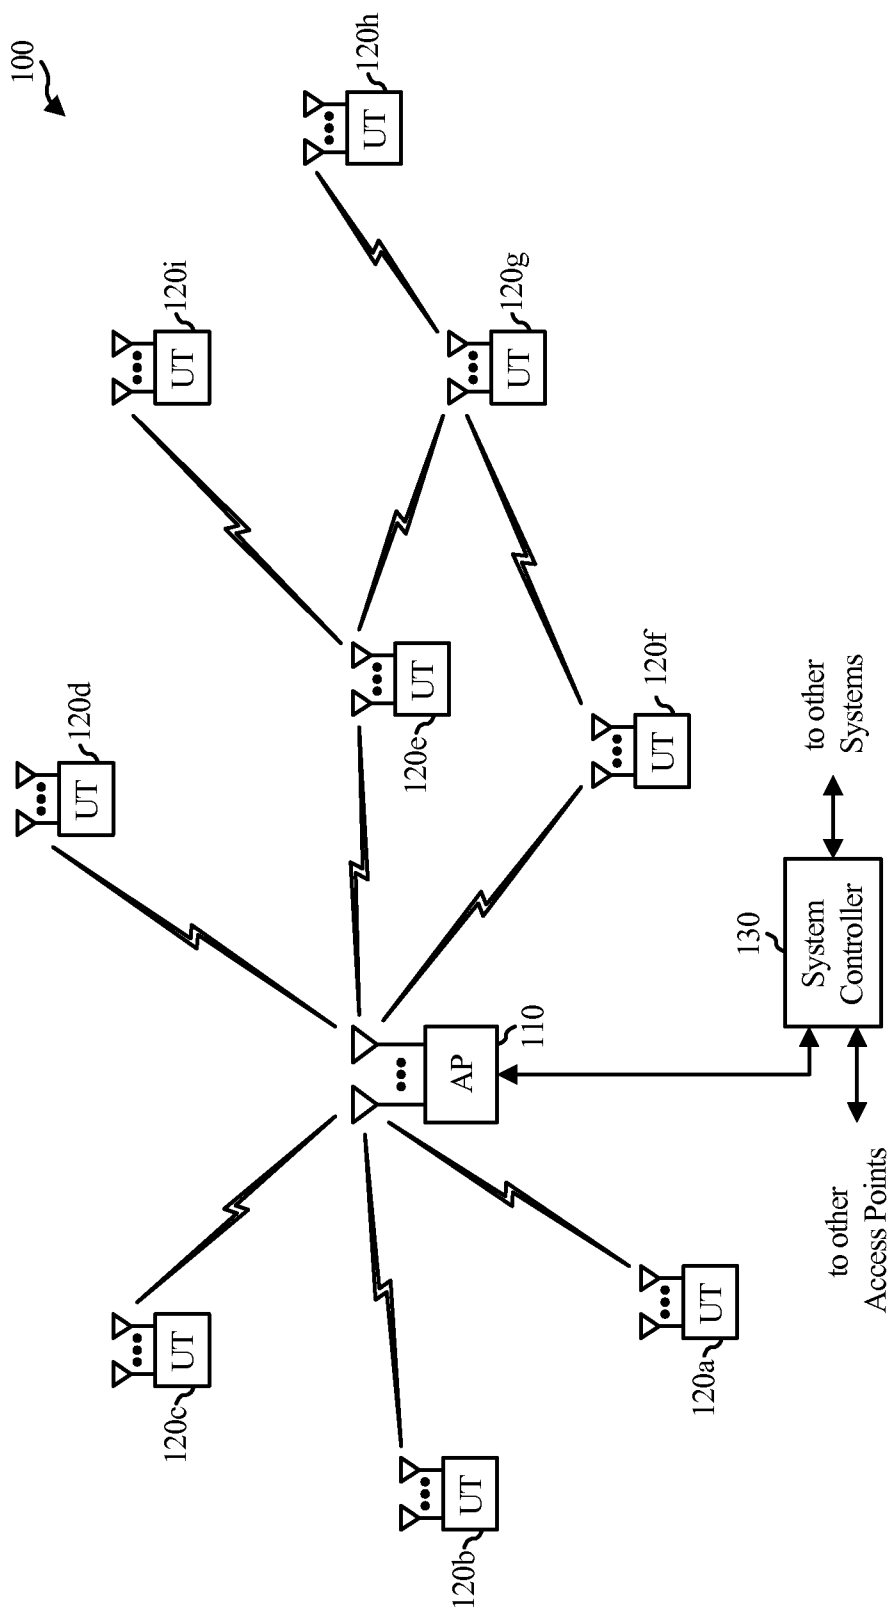 100
UT
120d
120c
UT
UT
120i
UT
120h
120e
UT
120b
UT
AP
110
UT
120g
UT
120f
120a
UT
130
System
Controller
to other
Systems
to other
Access Points